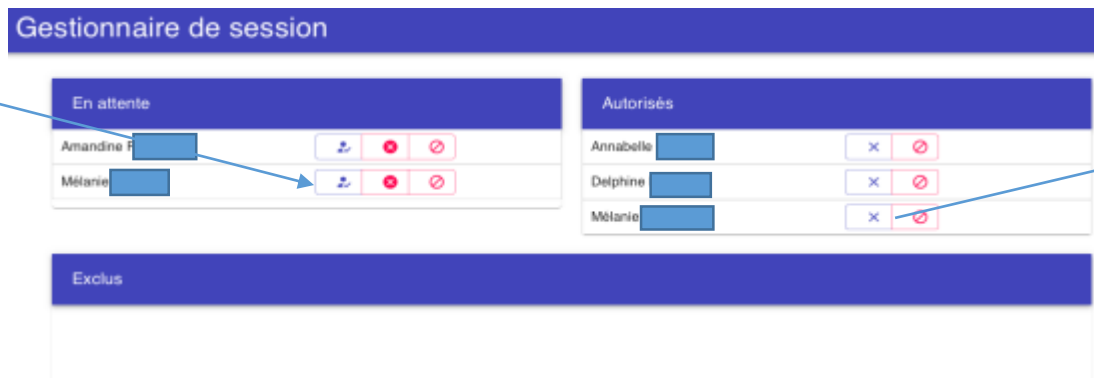 Gestionnaire de session
En attente
Amandine F
Mélanie
Autorisés
Annabelle
Delphine
Mélanie
Exclus